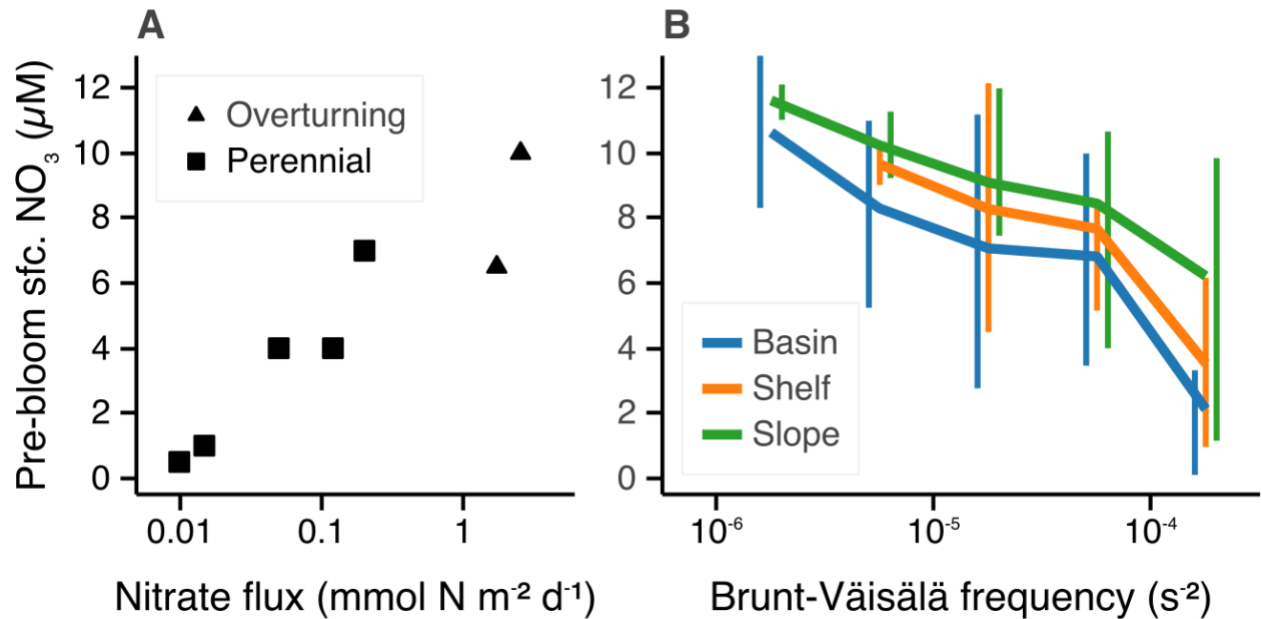 A
Pre-bloom sfc. NO₃ (µM)
12
10
8
6
4
2
0
Overturning
Perennial
0.01
0.1
1
Nitrate flux (mmol N m⁻² d⁻¹)
B
12
10
8
6
4
2
0
Basin
Shelf
Slope
10⁻⁶
10⁻⁵
10⁻⁴
Brunt-Väisälä frequency (s⁻²)